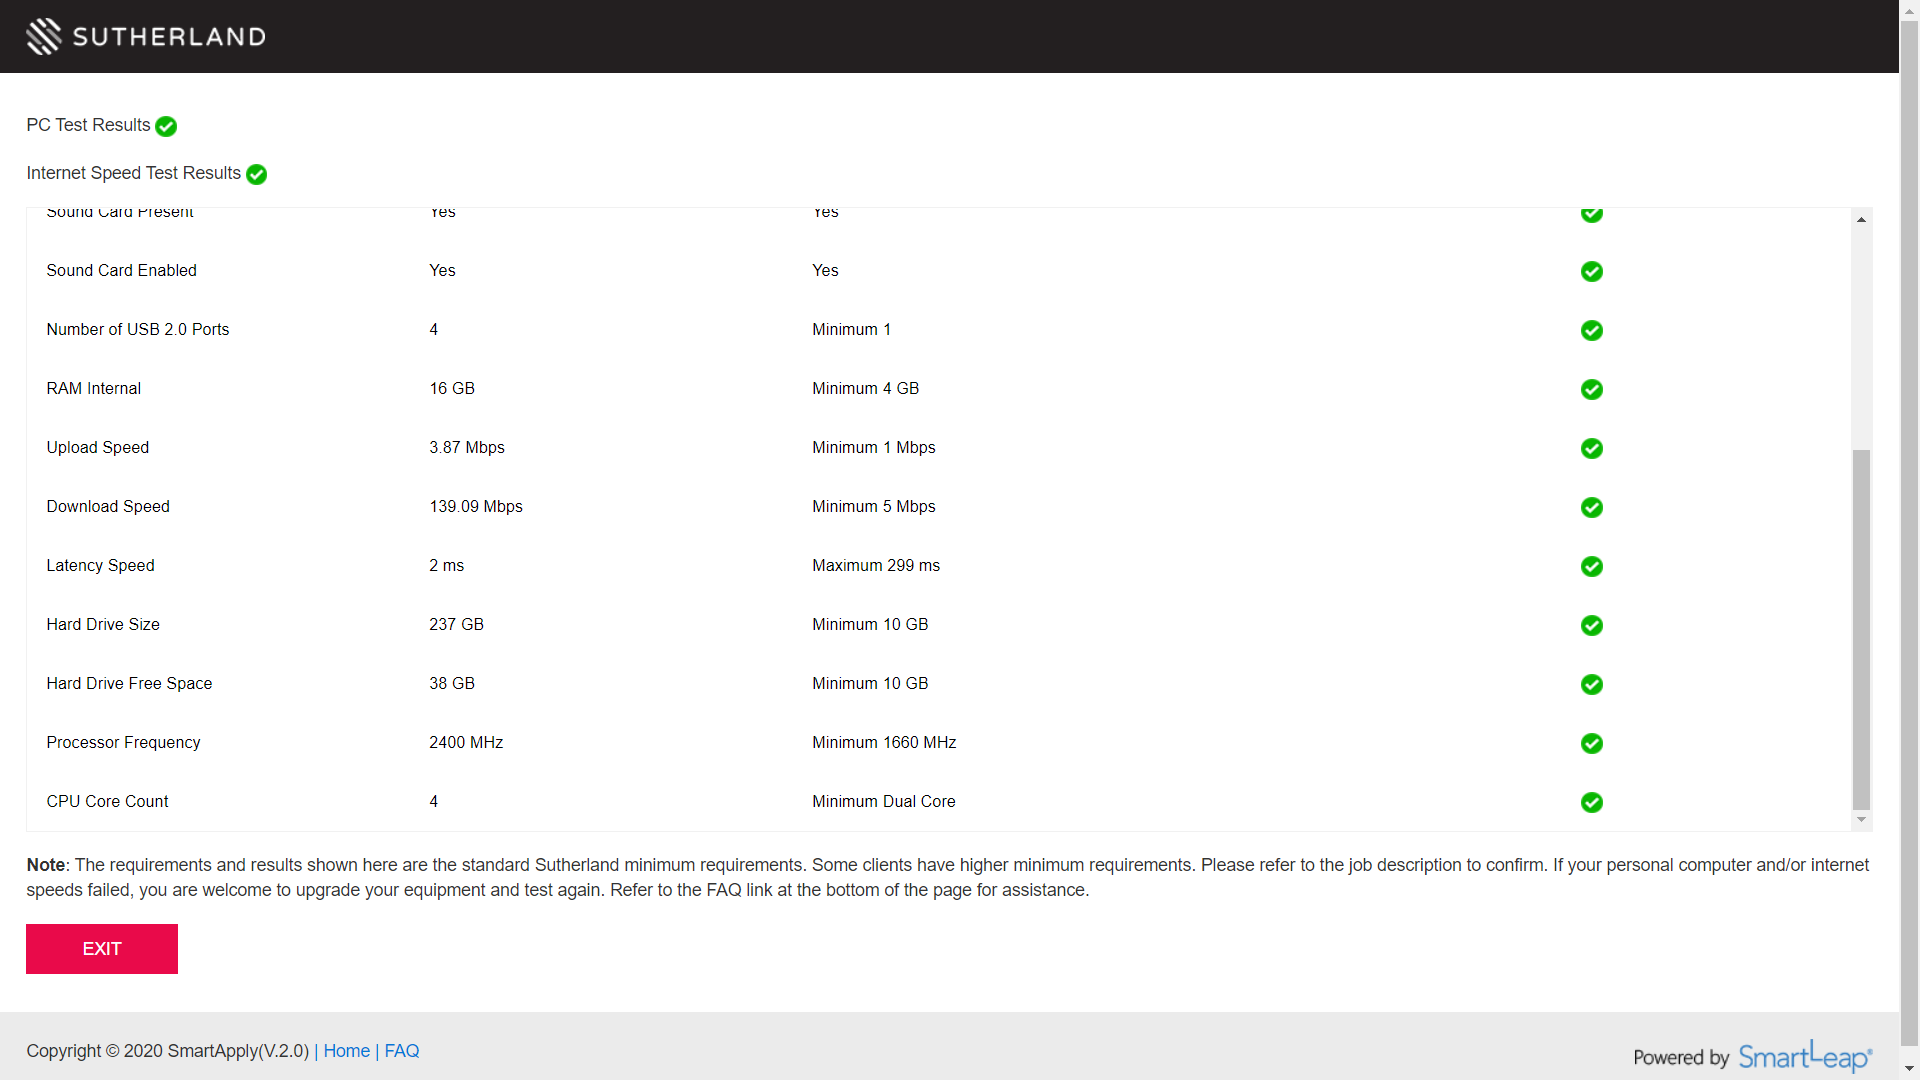 SUTHERLAND
PC Test Results
Internet Speed Test Results
Sound Card Present Yes Yes
Sound Card Enabled Yes Yes
Number of USB 2.0 Ports 4 Minimum 1
RAM Internal 16 GB Minimum 4 GB
Upload Speed 3.87 Mbps Minimum 1 Mbps
Download Speed 139.09 Mbps Minimum 5 Mbps
Latency Speed 2 ms Maximum 299 ms
Hard Drive Size 237 GB Minimum 10 GB
Hard Drive Free Space 38 GB Minimum 10 GB
Processor Frequency 2400 MHz Minimum 1660 MHz
CPU Core Count 4 Minimum Dual Core
Note: The requirements and results shown here are the standard Sutherland minimum requirements. Some clients have higher minimum requirements. Please refer to the job description to confirm. If your personal computer and/or internet
speeds failed, you are welcome to upgrade your equipment and test again. Refer to the FAQ link at the bottom of the page for assistance.
EXIT
Copyright © 2020 SmartApply(V.2.0) | Home | FAQ
Powered by SmartLeap®